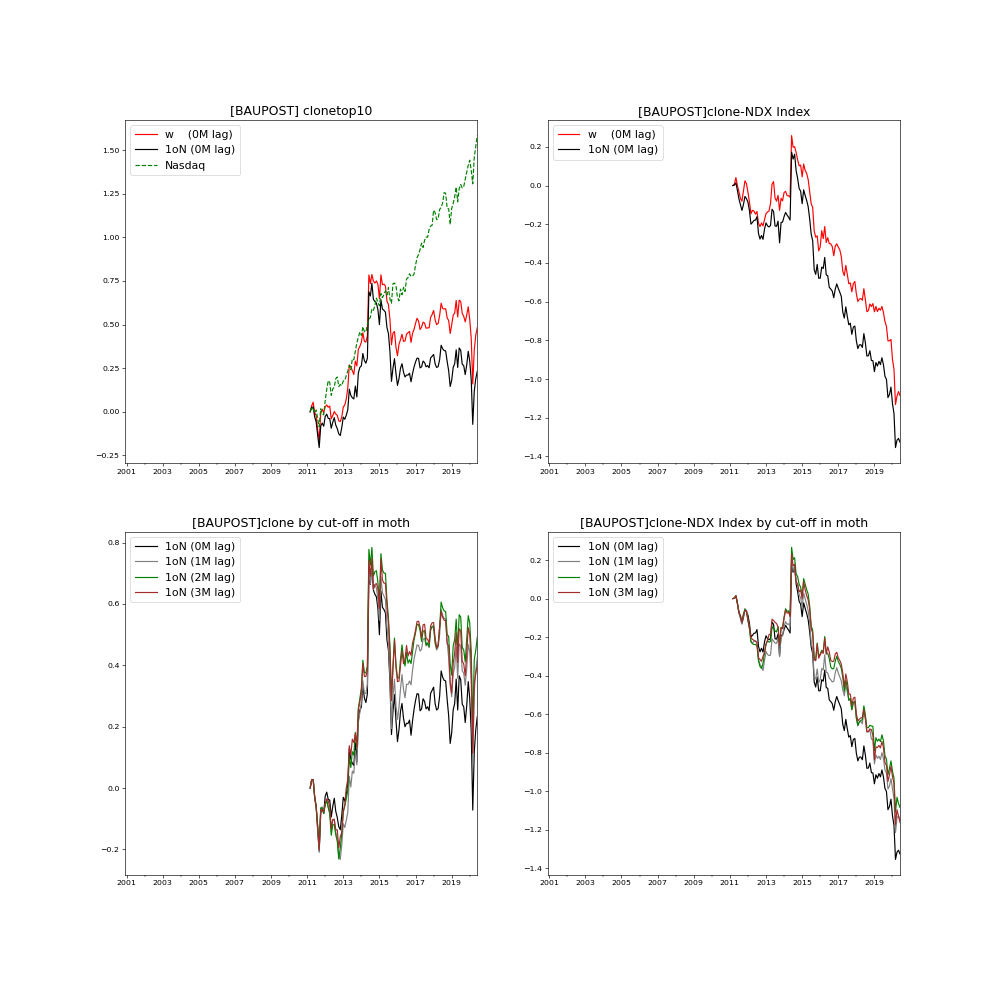 [BAUPOST] clonetop10
w    (0M lag)
1oN (0M lag)
Nasdaq
1.50
1.25
1.00
0.75
0.50
0.25
0.00
−0.25
2001 2003 2005 2007 2009 2011 2013 2015 2017 2019
[BAUPOST]clone-NDX Index
w    (0M lag)
1oN (0M lag)
0.2
0.0
−0.2
−0.4
−0.6
−0.8
−1.0
−1.2
−1.4
2001 2003 2005 2007 2009 2011 2013 2015 2017 2019
[BAUPOST]clone by cut-off in moth
1oN (0M lag)
1oN (1M lag)
1oN (2M lag)
1oN (3M lag)
0.8
0.6
0.4
0.2
0.0
−0.2
2001 2003 2005 2007 2009 2011 2013 2015 2017 2019
[BAUPOST]clone-NDX Index by cut-off in moth
1oN (0M lag)
1oN (1M lag)
1oN (2M lag)
1oN (3M lag)
0.2
0.0
−0.2
−0.4
−0.6
−0.8
−1.0
−1.2
−1.4
2001 2003 2005 2007 2009 2011 2013 2015 2017 2019